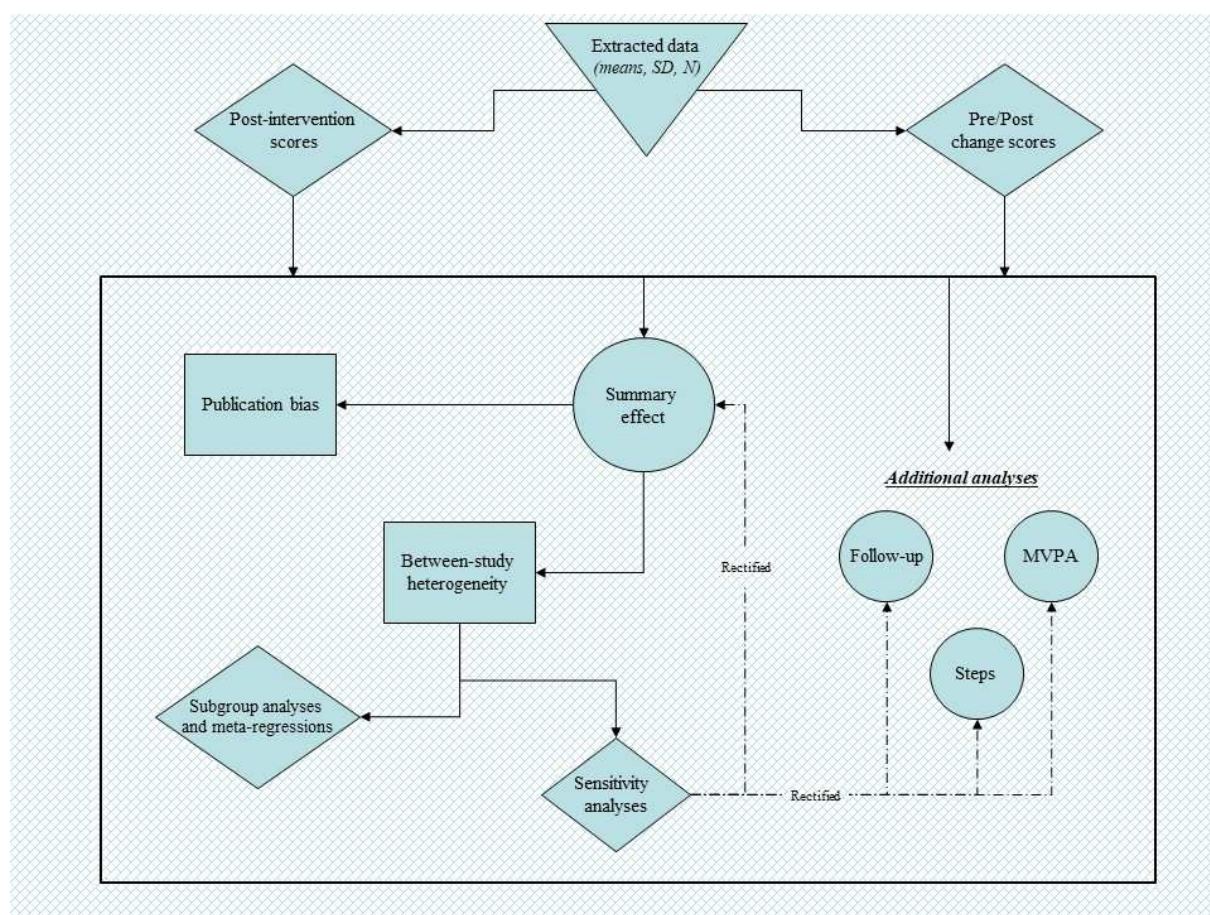 Extracted data
(means, SD, N)
Post-intervention
scores
Pre/Post
change scores
Publication bias
Summary
effect
Additional analyses
Between-study
heterogeneity
Rectified
Follow-up
MVPA
Steps
Subgroup analyses
and meta-regressions
Sensitivity
analyses
Rectified